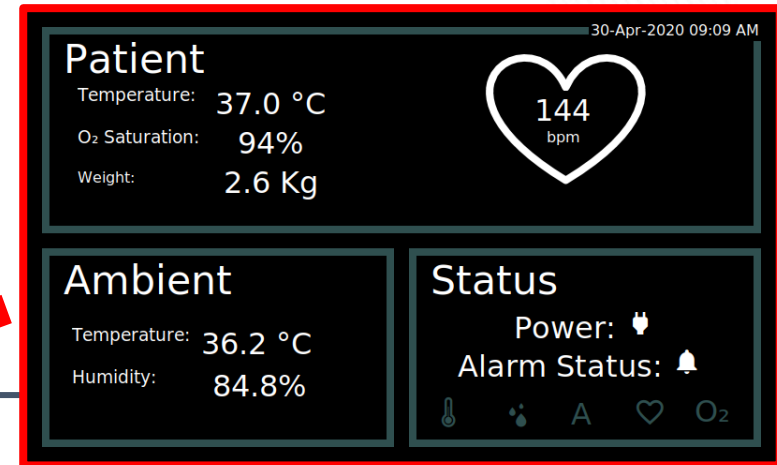 30-Apr-2020 09:09 AM
Patient
Temperature: 37.0 °C
O₂ Saturation: 94%
Weight: 2.6 Kg
144
bpm
Ambient
Temperature: 36.2 °C
Humidity: 84.8%
Status
Power:
Alarm Status:
A O₂